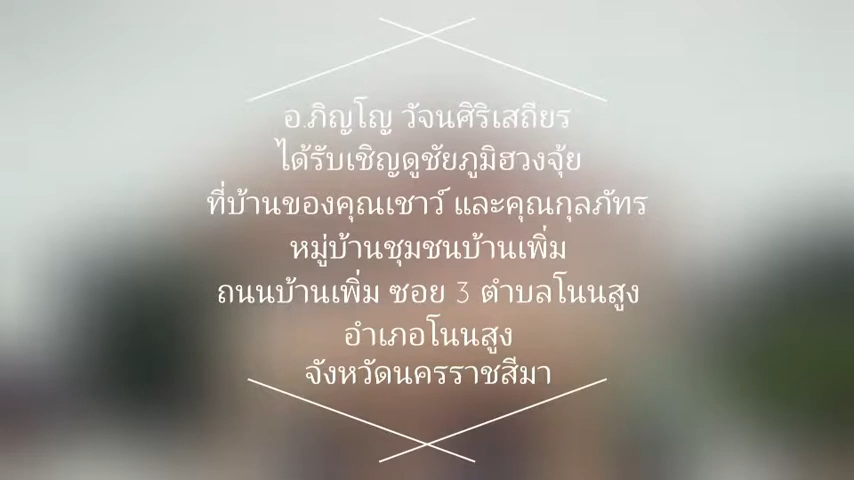 อ.ภิญโญ วัจนศิริเสถียร
ได้รับเชิญดูชัยภูมิฮวงจุ้ย
ที่บ้านของคุณเชาว์ และคุณกุลภัทร
หมู่บ้านชุมชนบ้านเพิ่ม
ถนนบ้านเพิ่ม ซอย 3 ตำบลโนนสูง
อำเภอโนนสูง
จังหวัดนครราชสีมา